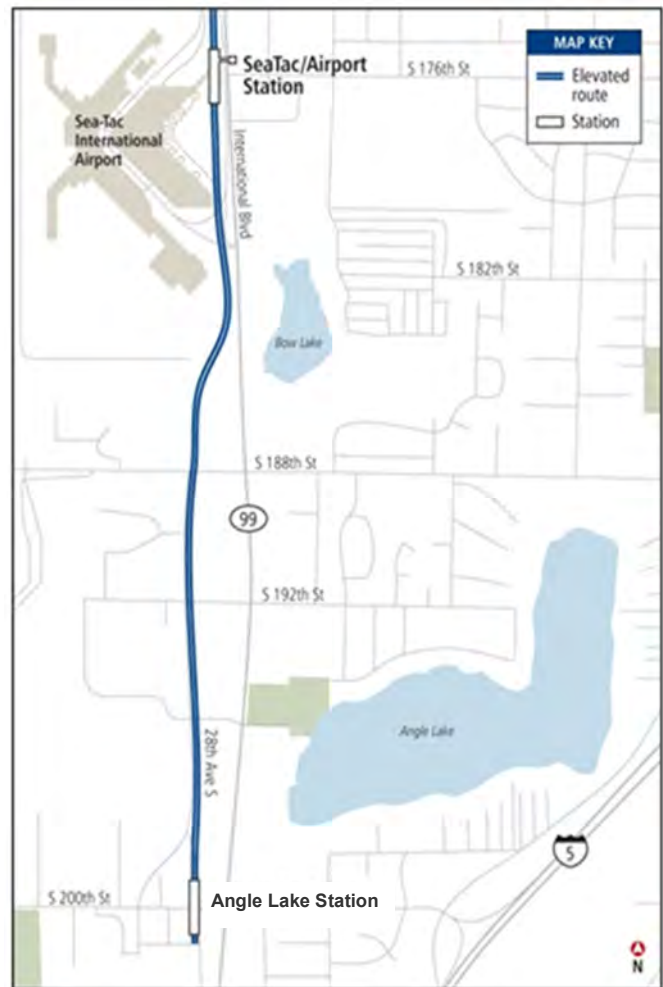 MAP KEY
Elevated
route
Station
SeaTac/Airport
Station
S 176th St
Sea-Tac
International
Airport
International Blvd
S 182th St
Bow Lake
S 188th St
99
S 192th St
Angle Lake
28th Ave S
5
S 200th St
Angle Lake Station
N